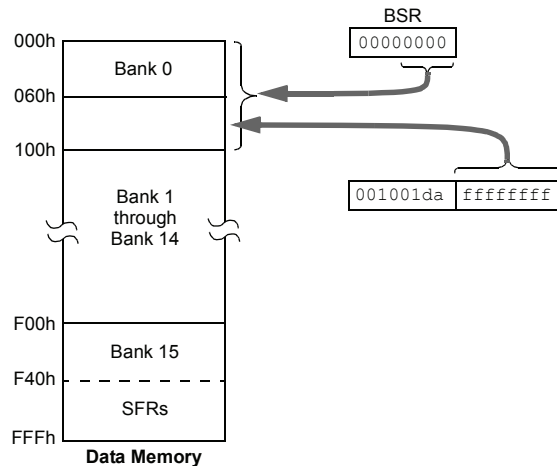 BSR
000h
00000000
Bank 0
060h
100h
001001da ffffffff
Bank 1
through
Bank 14
F00h
Bank 15
F40h
SFRs
FFFh
Data Memory